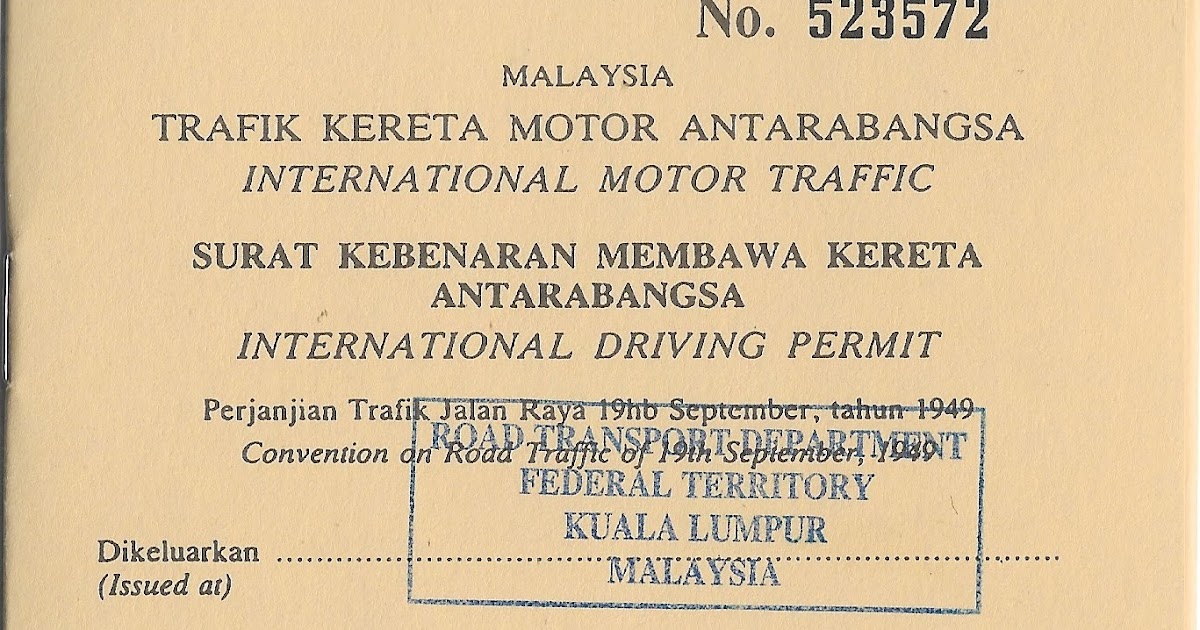 No. 523572
MALAYSIA
TRAFIK KERETA MOTOR ANTARABANGSA
INTERNATIONAL MOTOR TRAFFIC
SURAT KEBENARAN MEMBAWA KERETA
ANTARABANGSA
INTERNATIONAL DRIVING PERMIT
Perjanjian Trafik Jalan Raya 19hb September, tahun 1949
Convention on Road Traffic of 19th September, 1949
ROAD TRANSPORT DEPARTMENT
FEDERAL TERRITORY
KUALA LUMPUR
MALAYSIA
Dikeluarkan ........................................................................
(Issued at)